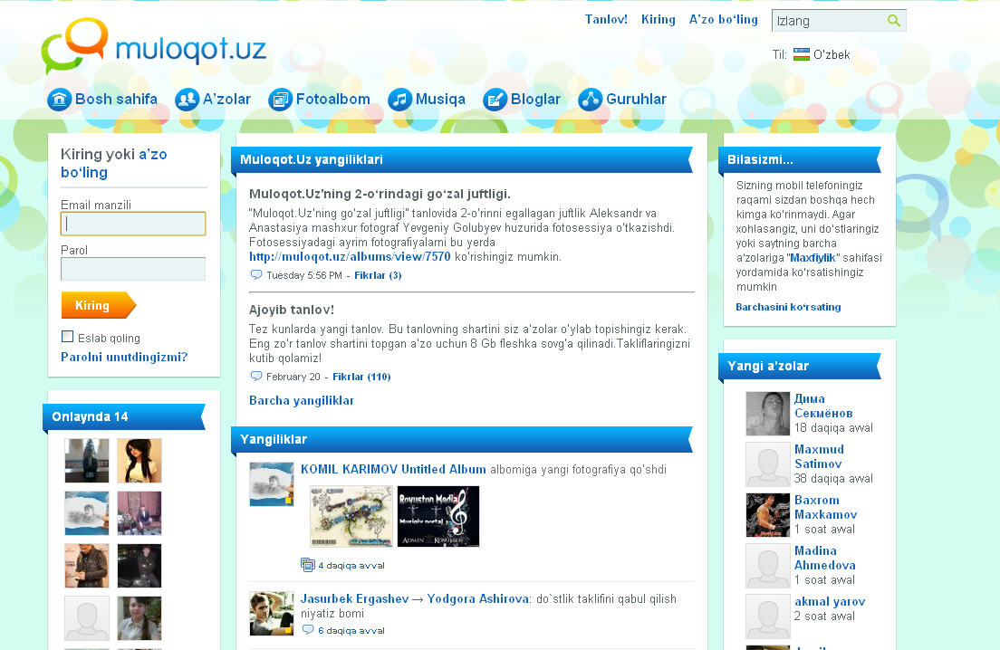 muloqot.uz
Tanlov! Kiring A'zo bo'ling
Izlang
Til: O'zbek
Bosh sahifa A'zolar Fotoalbom Musiqa Bloglar Guruhlar
Kiring yoki a'zo
bo'ling
Email manzili
Parol
Kiring
Eslab qoling
Parolni unutdingizmi?
Onlaynda 14
Muloqot.Uz yangiliklari
Muloqot.Uz'ning 2-o'rindagi go'zal juftligi.
"Muloqot.Uz'ning go'zal juftligi" tanlovida 2-o'rinni egallagan juftlik Aleksandr va
Anastasiya mashxur fotograf Yevgeniy Golubyev huzurida fotosessiya o'tkazishdi.
Fotosessiyadagi ayrim fotografiyalarni bu yerda
http://muloqot.uz/albums/view/7570 ko'rishingiz mumkin.
Tuesday 5:56 PM - Fikrlar (3)
Ajoyib tanlov!
Tez kunlarda yangi tanlov. Bu tanlovning shartini siz a'zolar o'ylab topishingiz kerak.
Eng zo'r tanlov shartini topgan a'zo uchun 8 Gb fleshka sovg'a qilinadi.Takliflaringizni
kutib qolamiz!
February 20 - Fikrlar (110)
Barcha yangiliklar
Yangiliklar
KOMIL KARIMOV Untitled Album albomiga yangi fotografiya qo'shdi
Rovuston Media
Musiqiy portal
4 daqiqa avval
Jasurbek Ergashev → Yodgora Ashirova: do`stlik taklifini qabul qilish
niyatiz bomi
6 daqiqa avval
Bilasizmi...
Sizning mobil telefoningiz
raqami sizdan boshqa hech
kimga ko'rinmaydi. Agar
xohlasangiz, uni do'stlaringiz
yoki saytning barcha
a'zolariga "Maxfiylik" sahifasi
yordamida ko'rsatishingiz
mumkin
Barchasini ko'rsating
Yangi a'zolar
Дима
Секмёнов
18 daqiqa awal
Maxmud
Satimov
38 daqiqa awal
Baxrom
Maxkamov
1 soat awal
Madina
Ahmedova
1 soat awal
akmal yarov
2 soat awal